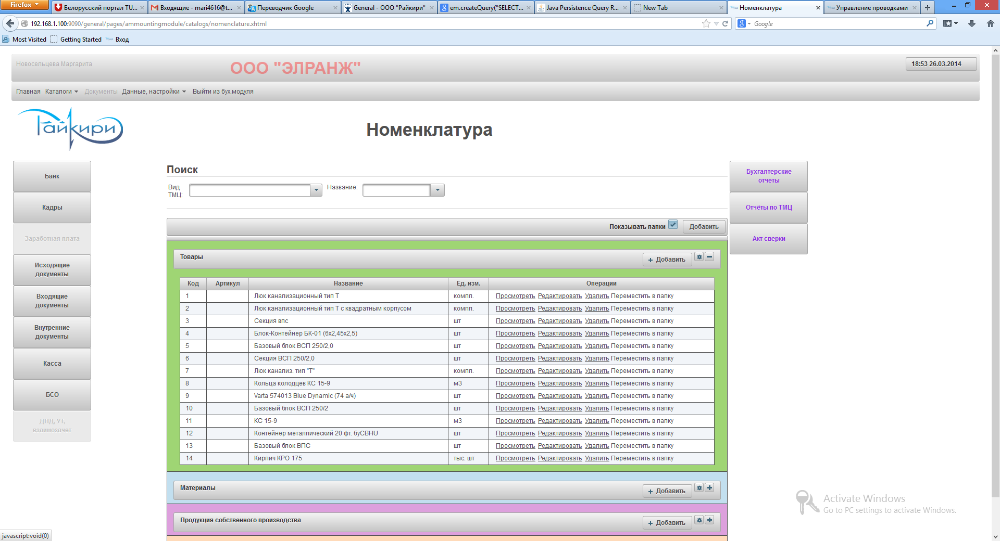 Firefox
Белорусский портал TU...
Входящие - mari4616@t...
Переводчик Google
General - ООО "Райкири"
em.createQuery("SELECT...
Java Persistence Query R...
New Tab
Номенклатура
Управление проводками
192.168.1.100:9090/general/pages/ammountingmodule/catalogs/nomenclature.xhtml
Google
Most Visited
Getting Started
Вход
Новосельцева Маргарита
ООО "ЭЛРАНЖ"
18:53 26.03.2014
Главная Каталоги Документы Данные, настройки Выйти из бух.модуля
Райкири
Номенклатура
Банк
Кадры
Заработная плата
Исходящие
документы
Входящие
документы
Внутренние
документы
Касса
БСО
ДПД, УТ,
взаимозачет
Поиск
Вид
ТМЦ:
Название:
Показывать папки
Добавить
Товары
+ Добавить
Код Артикул Название Ед. изм. Операции
1 Люк канализационный тип Т компл. Просмотреть Редактировать Удалить Переместить в папку
2 Люк канализационный тип Т с квадратным корпусом компл. Просмотреть Редактировать Удалить Переместить в папку
3 Секция впс шт Просмотреть Редактировать Удалить Переместить в папку
4 Блок-Контейнер БК-01 (6х2,45х2,5) шт Просмотреть Редактировать Удалить Переместить в папку
5 Базовый блок ВСП 250/2,0 шт Просмотреть Редактировать Удалить Переместить в папку
6 Секция ВСП 250/2,0 шт Просмотреть Редактировать Удалить Переместить в папку
7 Люк канализ. тип "Т" компл. Просмотреть Редактировать Удалить Переместить в папку
8 Кольца колодцев КС 15-9 м3 Просмотреть Редактировать Удалить Переместить в папку
9 Varta 574013 Blue Dynamic (74 а/ч) шт Просмотреть Редактировать Удалить Переместить в папку
10 Базовый блок ВСП 250/2 шт Просмотреть Редактировать Удалить Переместить в папку
11 КС 15-9 м3 Просмотреть Редактировать Удалить Переместить в папку
12 Контейнер металлический 20 фт. буCBHU шт Просмотреть Редактировать Удалить Переместить в папку
13 Базовый блок ВПС шт Просмотреть Редактировать Удалить Переместить в папку
14 Кирпич КРО 175 тыс. шт Просмотреть Редактировать Удалить Переместить в папку
Материалы
+ Добавить
Продукция собственного производства
+ Добавить
Бухгалтерские
отчеты
Отчёты по ТМЦ
Акт сверки
Activate Windows
Go to PC settings to activate Windows.
javascript:void(0)